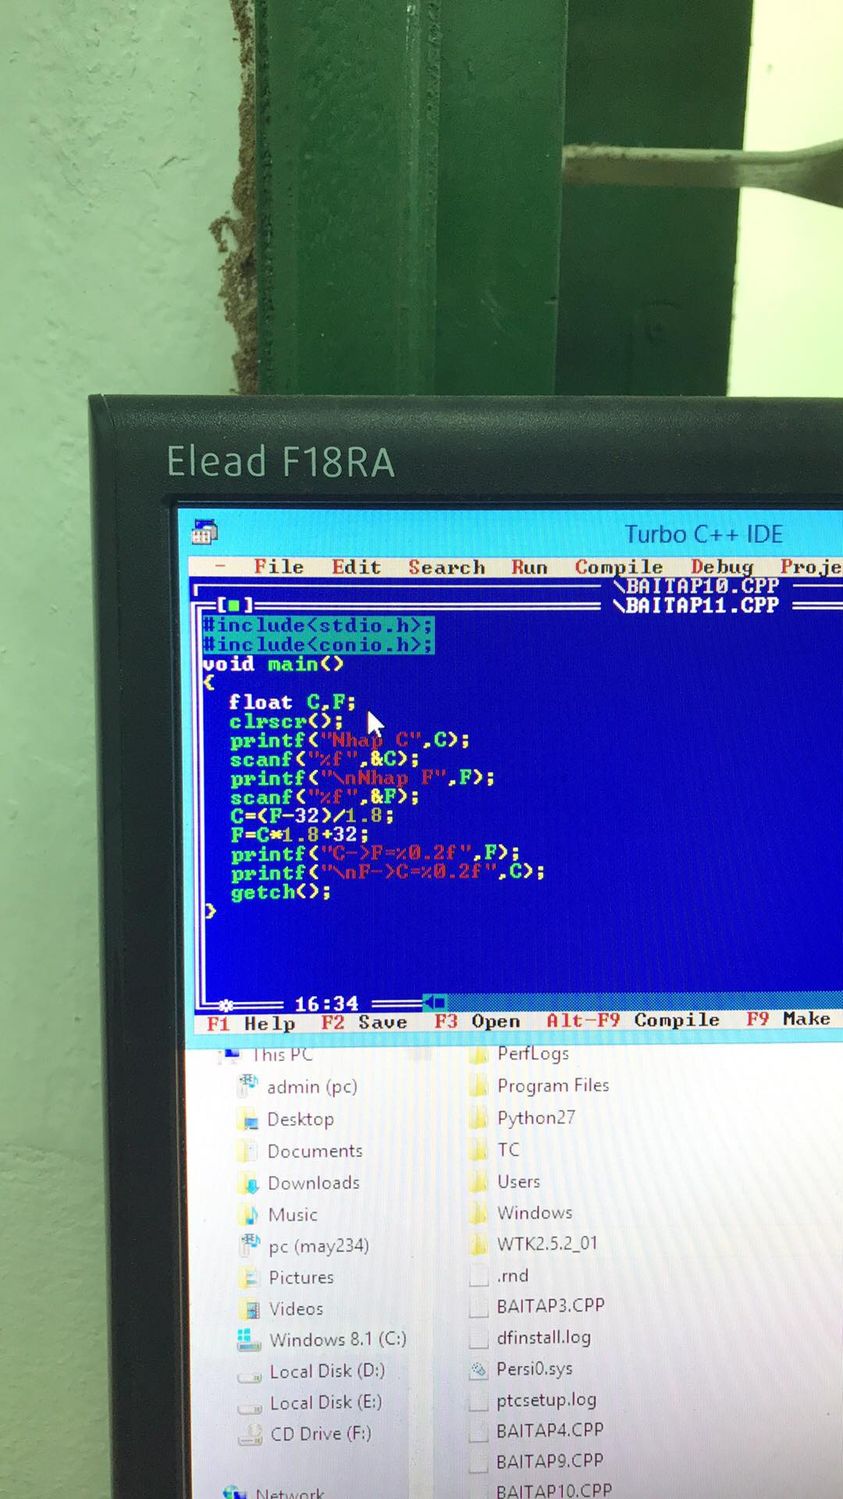 Elead F18RA
Turbo C++ IDE
File Edit Search Run Compile Debug Proje
\BAITAP10.CPP
\BAITAP11.CPP
#include<stdio.h>;
#include<conio.h>;
void main()
{
float C,F;
clrscr();
printf("Nhap C",C);
scanf("%f",&C);
printf("\nNhap F",F);
scanf("%f",&F);
C=(F-32)/1.8;
F=C*1.8+32;
printf("C->F=%0.2f",F);
printf("\nF->C=%0.2f",C);
getch();
}
16:34
F1 Help F2 Save F3 Open Alt-F9 Compile F9 Make
This PC
admin (pc)
Desktop
Documents
Downloads
Music
pc (may234)
Pictures
Videos
Windows 8.1 (C:)
Local Disk (D:)
Local Disk (E:)
CD Drive (F:)
Network
PerfLogs
Program Files
Python27
TC
Users
Windows
WTK2.5.2_01
.rnd
BAITAP3.CPP
dfinstall.log
Persi0.sys
ptcsetup.log
BAITAP4.CPP
BAITAP9.CPP
BAITAP10.CPP